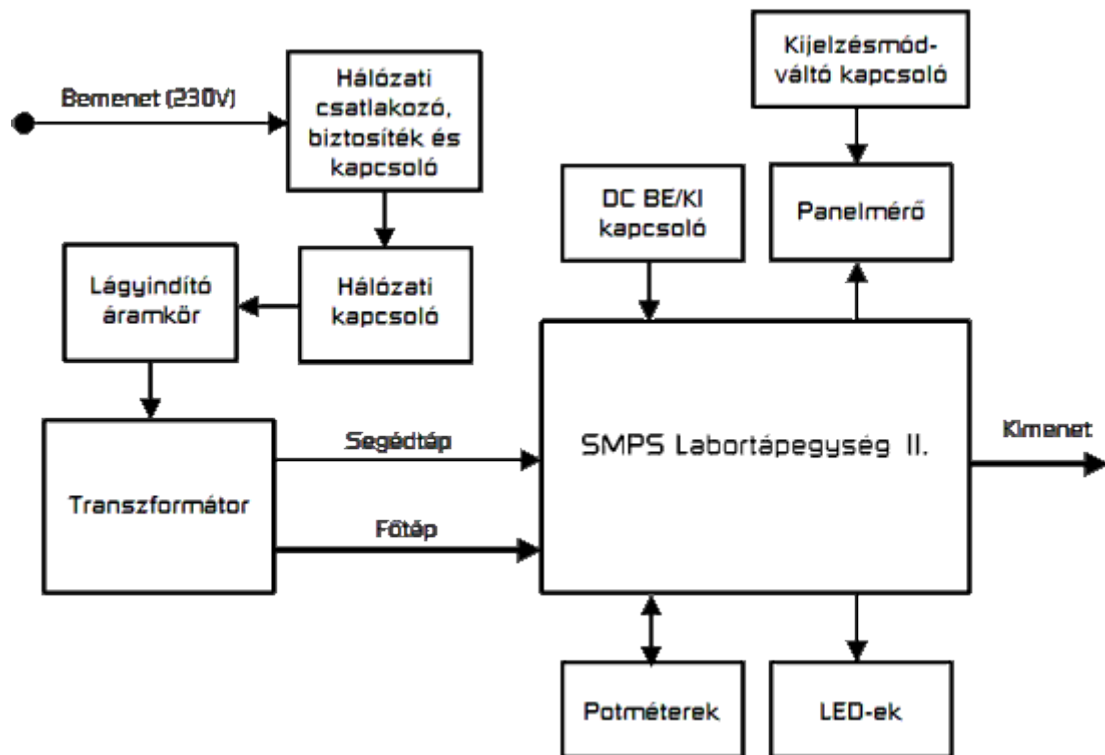 Kijelzésmód-
váltó kapcsoló
Bemenet (230V)
Hálózati
csatlakozó,
biztosíték és
kapcsoló
DC BE/KI
kapcsoló
Panelmérő
Lágyindító
áramkör
Hálózati
kapcsoló
Segédtáp
SMPS Labortápegység II.
Kimenet
Transzformátor
Főtáp
Potméterek
LED-ek